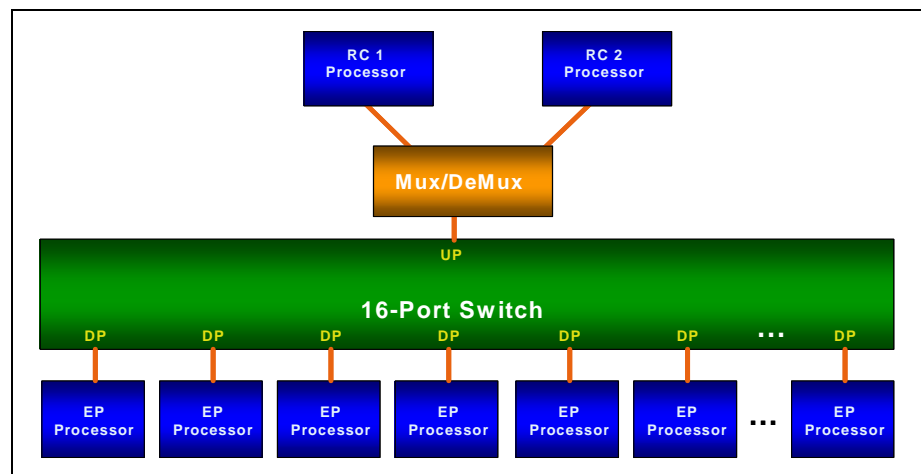 RC 1
Processor
RC 2
Processor
Mux/DeMux
UP
16-Port Switch
DP
DP
DP
DP
DP
DP
...
DP
EP
Processor
EP
Processor
EP
Processor
EP
Processor
EP
Processor
EP
Processor
...
EP
Processor